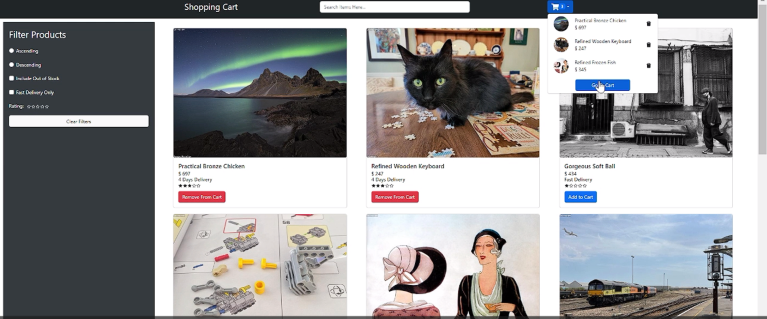 Shopping Cart
Search Items Here...
3
Practical Bronze Chicken
$ 897
Refined Wooden Keyboard
$ 247
Refined Frozen Fish
$ 345
Cart
Filter Products
Ascending
Descending
Include Out of Stock
Fast Delivery Only
Rating:
Clear Filters
Practical Bronze Chicken
$ 897
4 Days Delivery
Remove From Cart
Refined Wooden Keyboard
$ 247
4 Days Delivery
Remove From Cart
Gorgeous Soft Ball
$ 434
Fast Delivery
Add to Cart